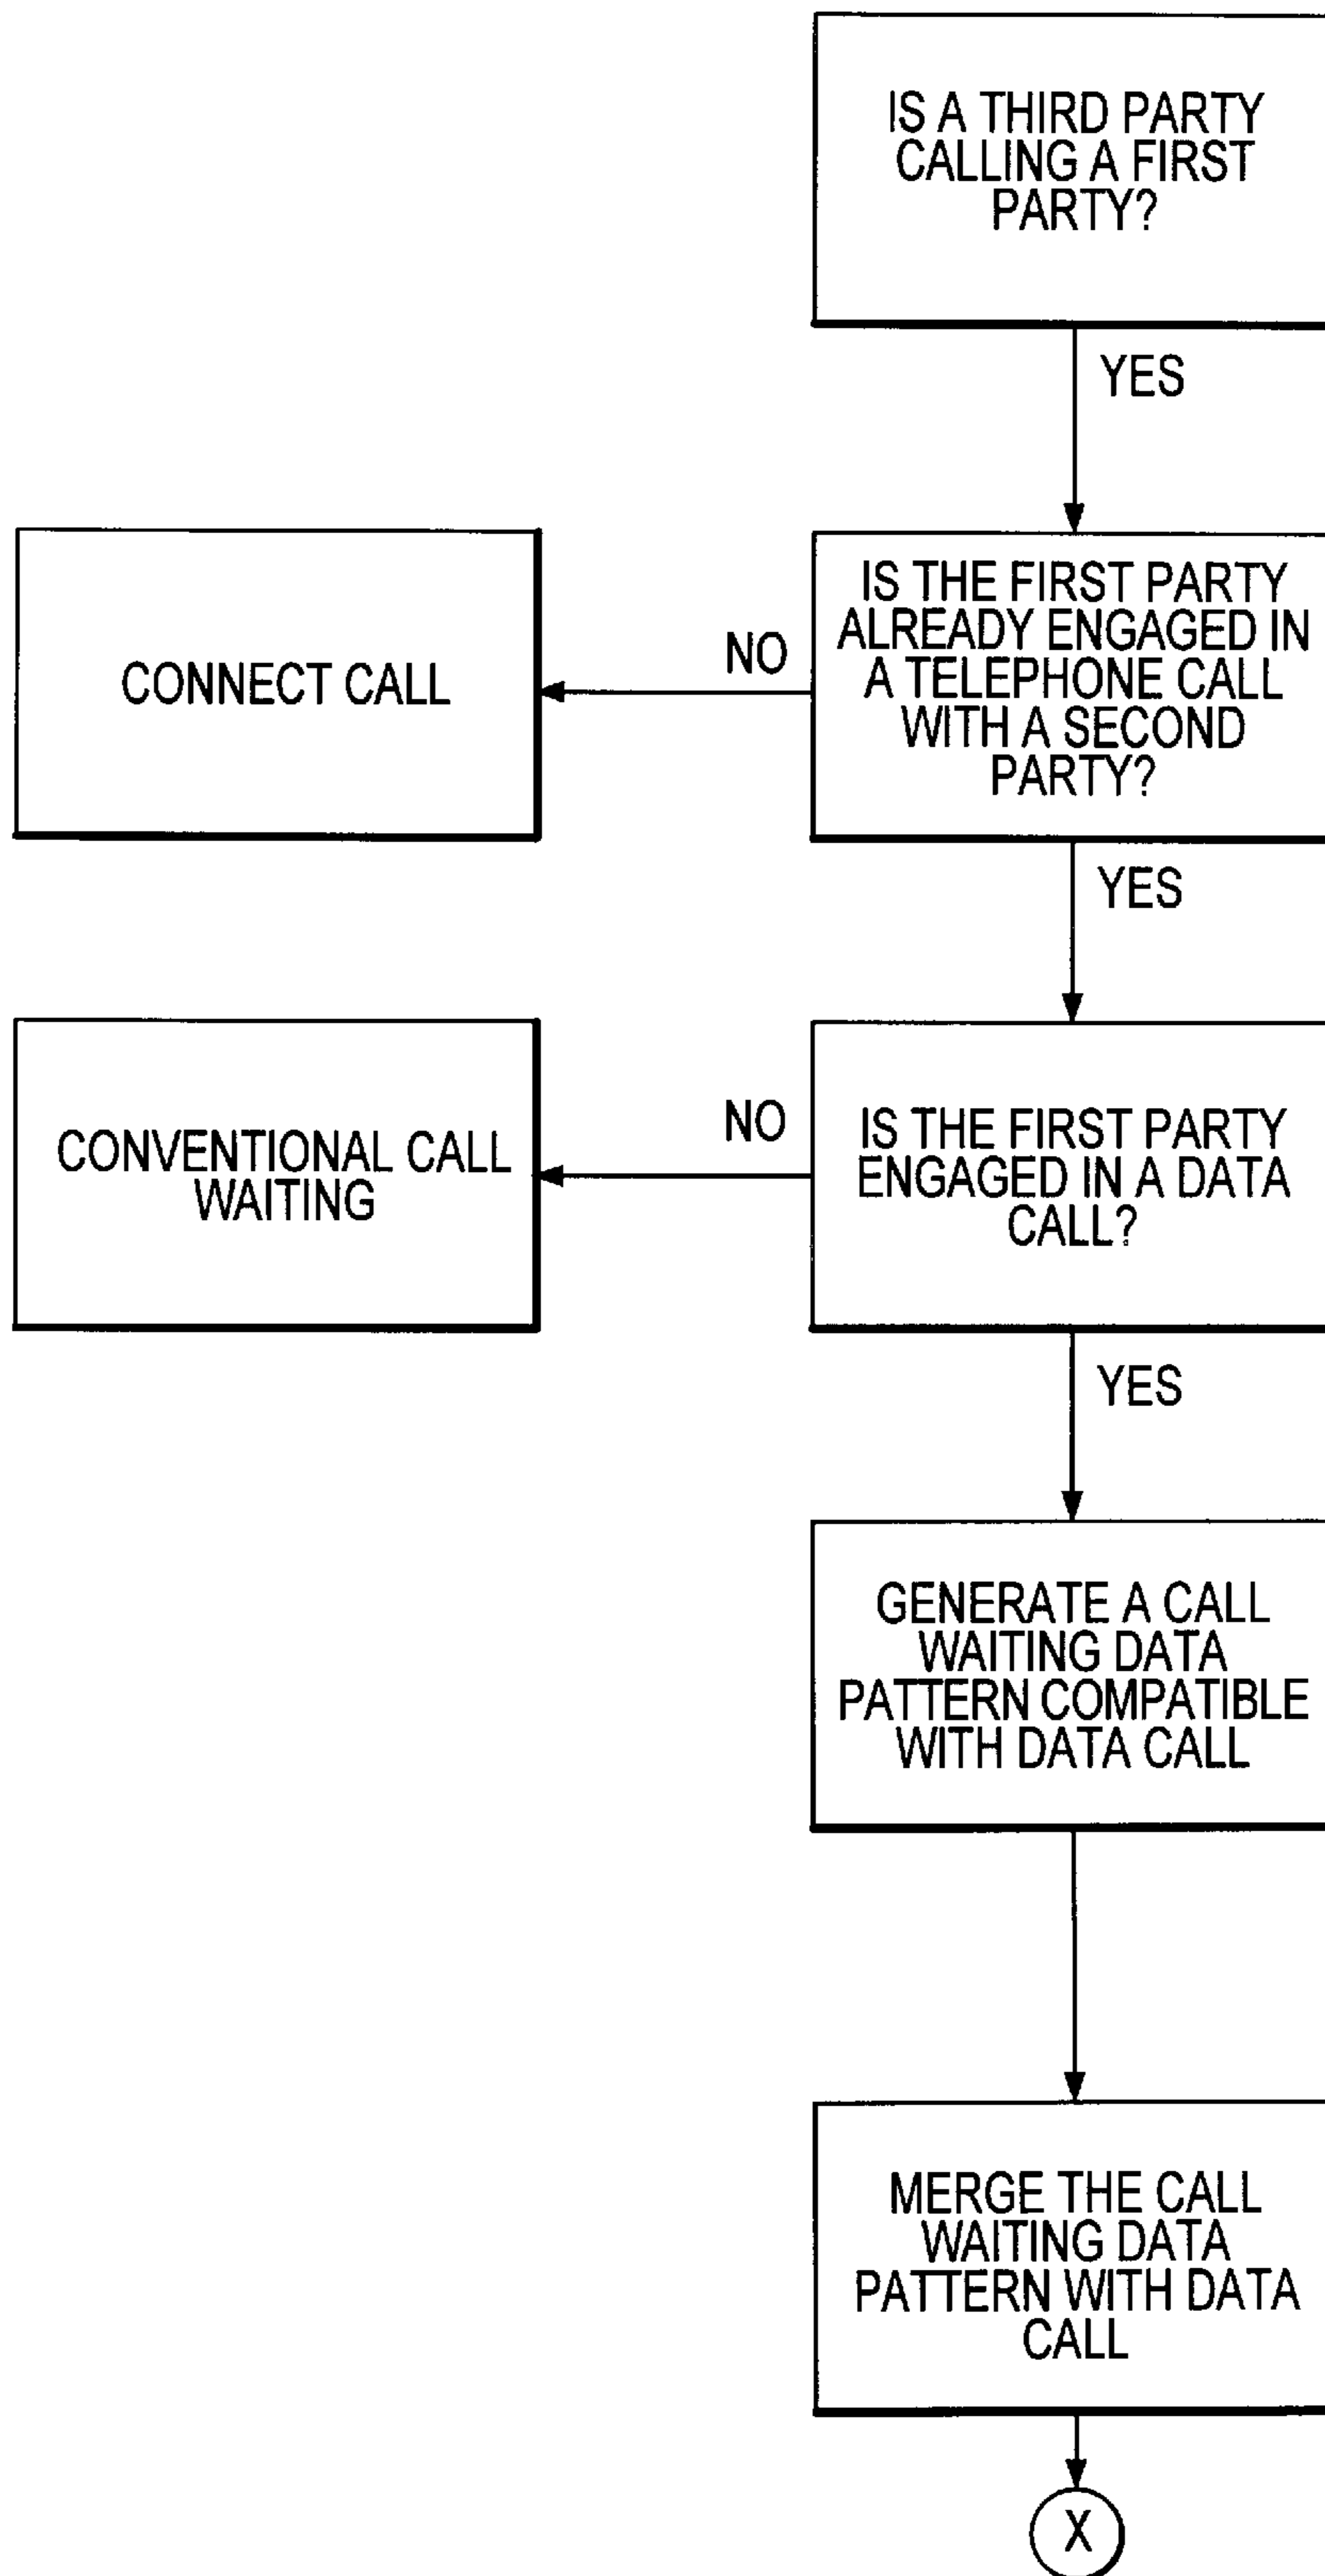 IS A THIRD PARTY
CALLING A FIRST
PARTY?
YES
IS THE FIRST PARTY
ALREADY ENGAGED IN
A TELEPHONE CALL
WITH A SECOND
PARTY?
NO
CONNECT CALL
YES
IS THE FIRST PARTY
ENGAGED IN A DATA
CALL?
NO
CONVENTIONAL CALL
WAITING
YES
GENERATE A CALL
WAITING DATA
PATTERN COMPATIBLE
WITH DATA CALL
MERGE THE CALL
WAITING DATA
PATTERN WITH DATA
CALL
X